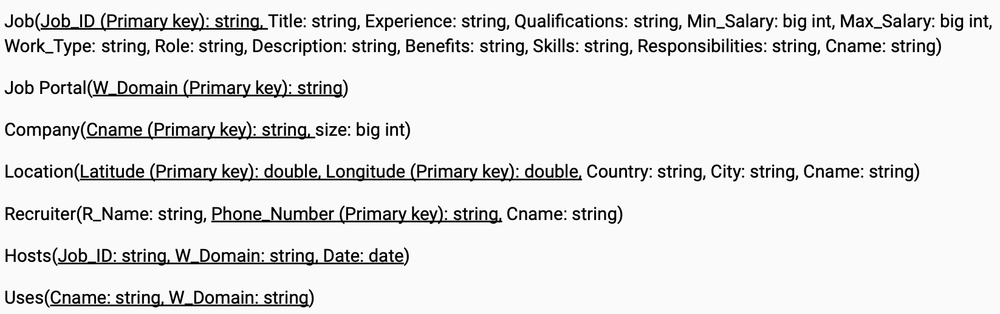 Job(Job_ID (Primary key): string, Title: string, Experience: string, Qualifications: string, Min_Salary: big int, Max_Salary: big int,
Work_Type: string, Role: string, Description: string, Benefits: string, Skills: string, Responsibilities: string, Cname: string)
Job Portal(W_Domain (Primary key): string)
Company(Cname (Primary key): string, size: big int)
Location(Latitude (Primary key): double, Longitude (Primary key): double, Country: string, City: string, Cname: string)
Recruiter(R_Name: string, Phone_Number (Primary key): string, Cname: string)
Hosts(Job_ID: string, W_Domain: string, Date: date)
Uses(Cname: string, W_Domain: string)